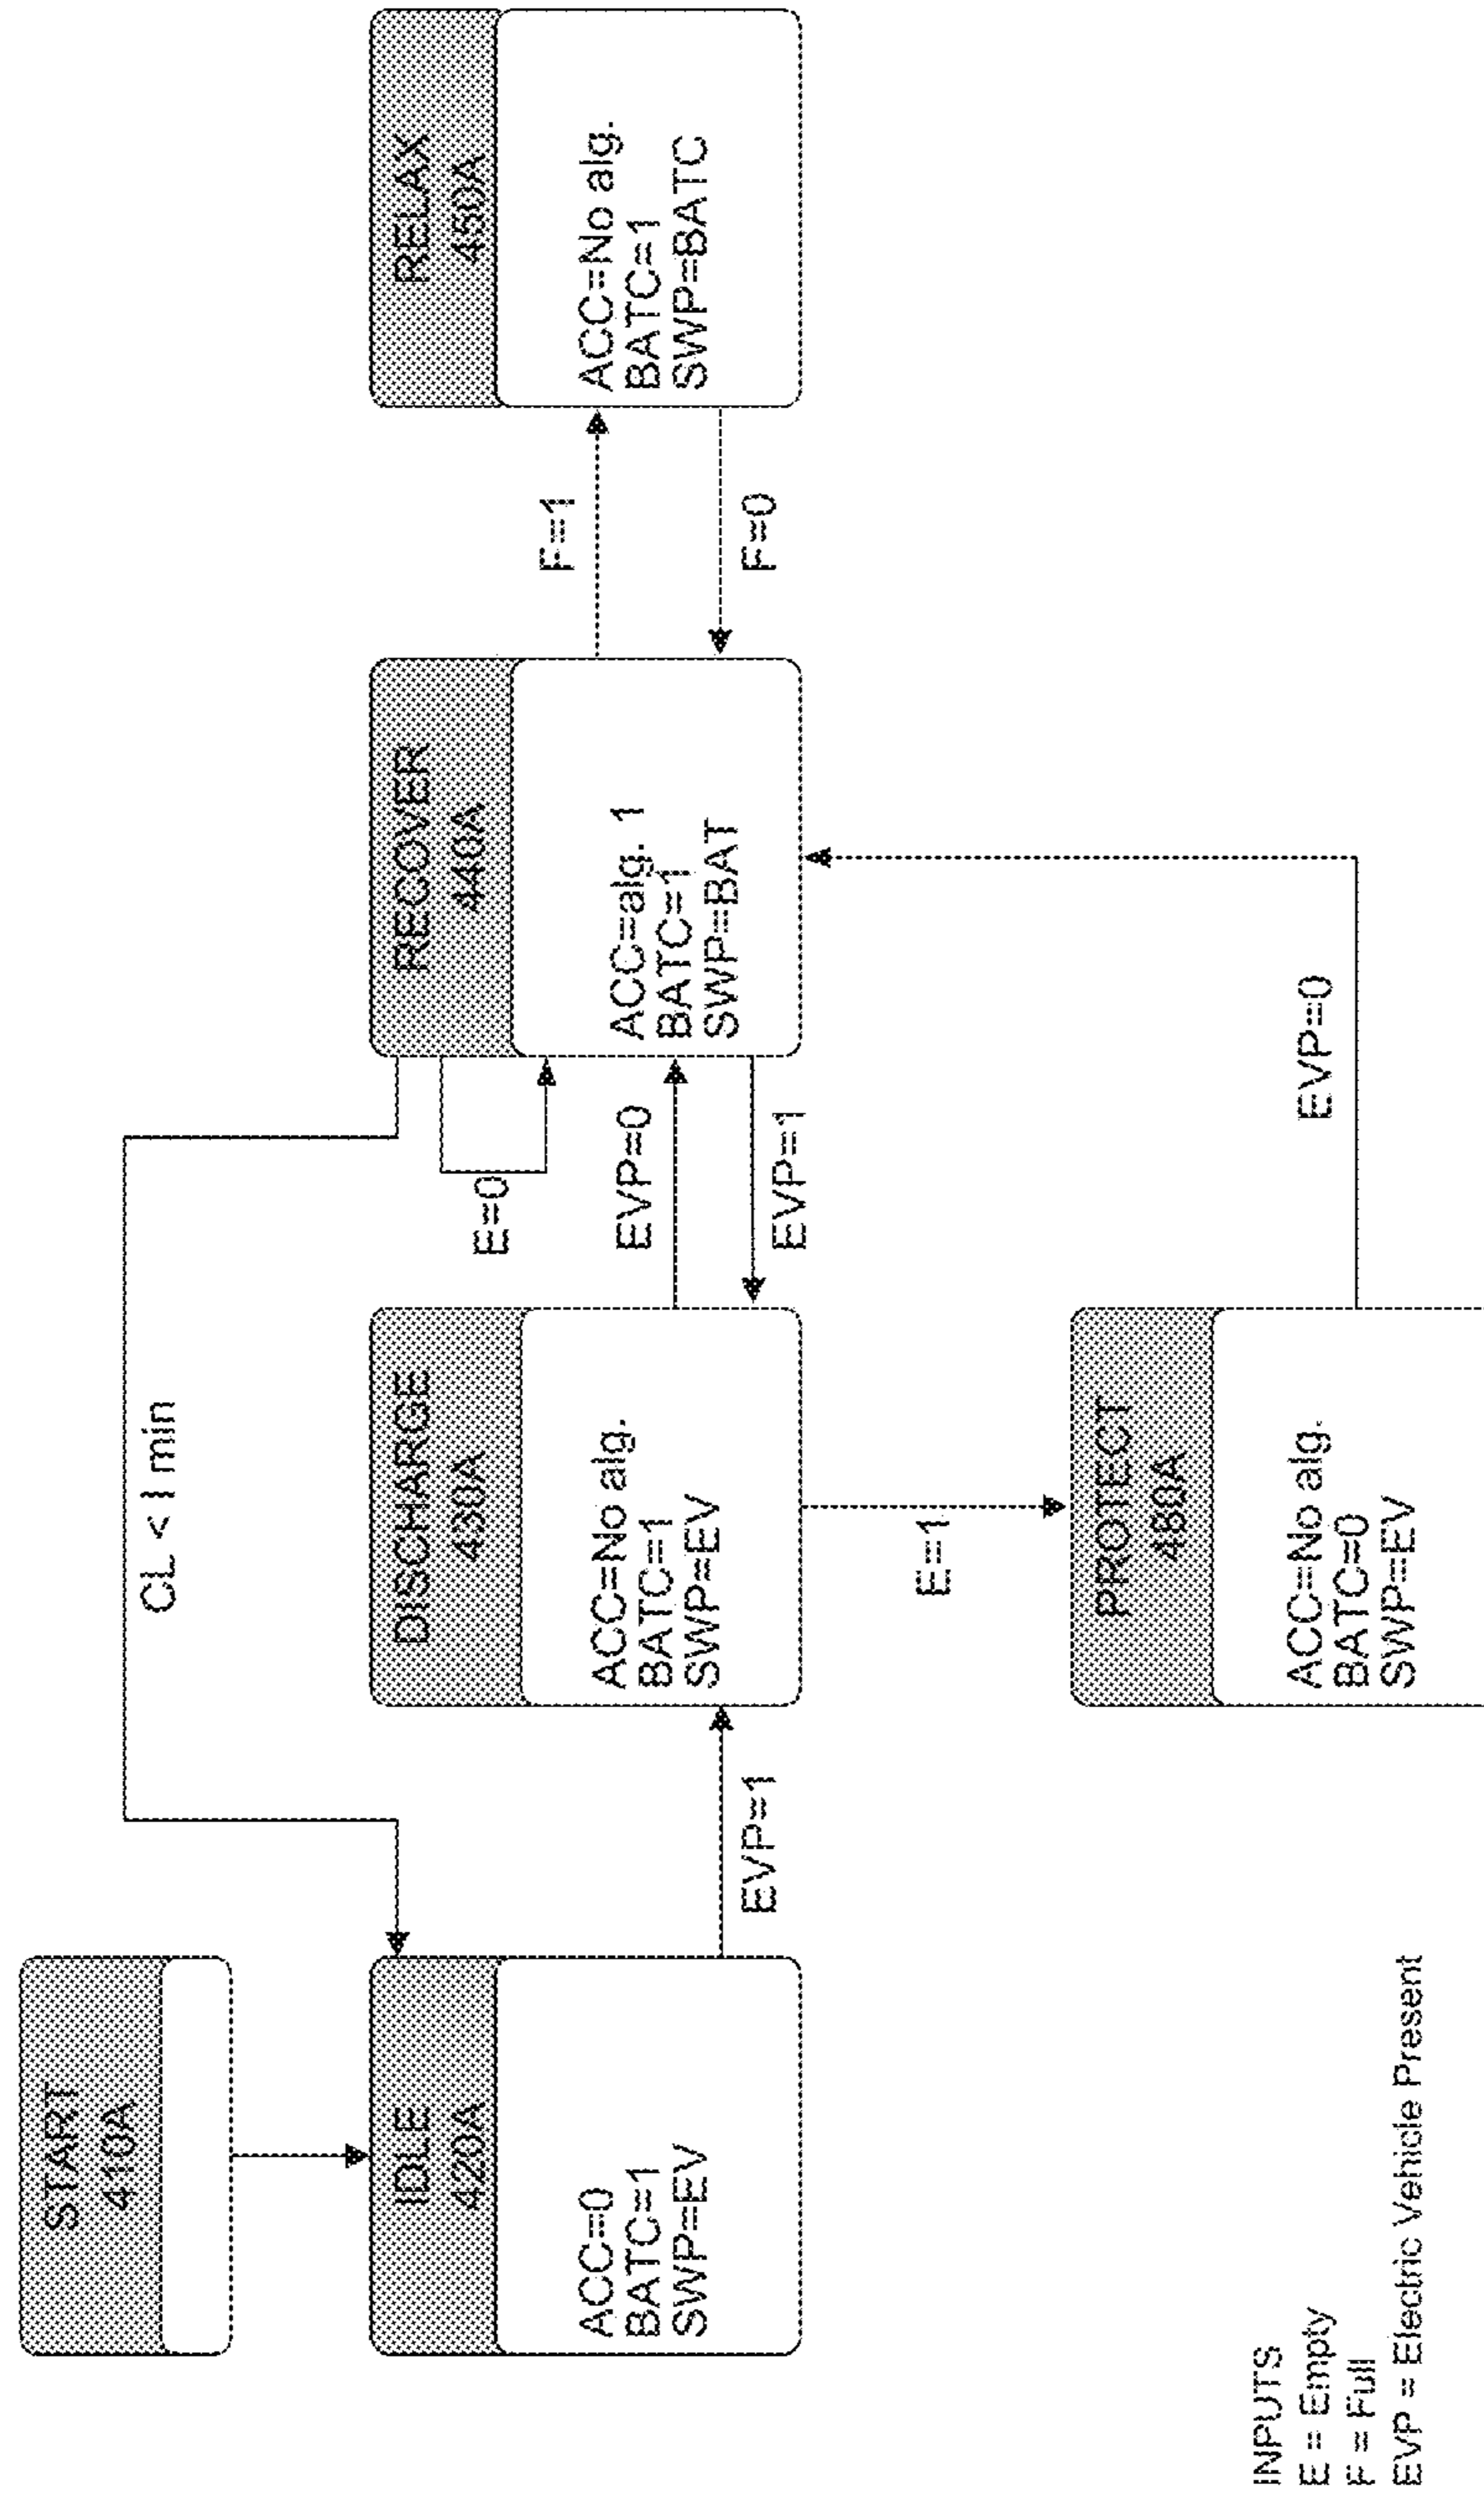 START
410A
CL < I min
IDLE
420A
ACC=0
BATC=1
SWP=EV
EVP=1
DISCHARGE
430A
ACC=No alg.
BATC=1
SWP=EV
E=0
EVP=0
EVP=1
RECOVER
440A
ACC=alg. 1
BATC=1
SWP=BAT
F=1
F=0
RELAX
450A
ACC=No alg.
BATC=1
SWP=BATC
E=1
PROTECT
460A
ACC=No alg.
BATC=0
SWP=EV
EVP=0
INPUTS
E = Empty
F = Full
EVP = Electric Vehicle Present